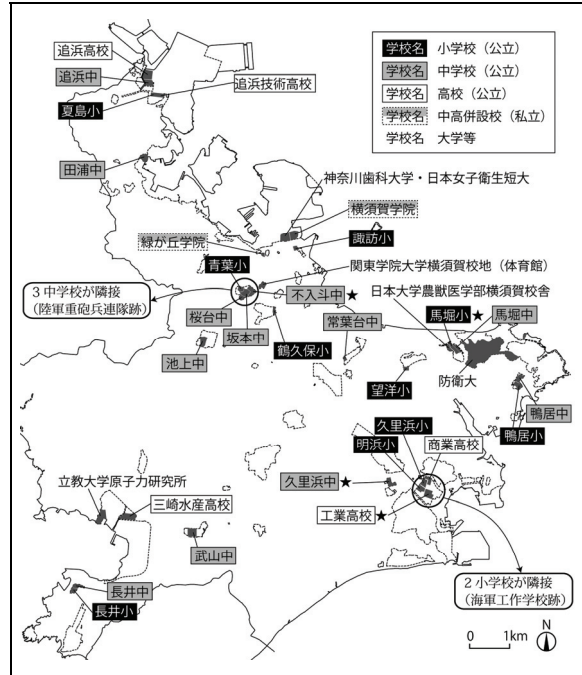 追浜高校
追浜中
追浜技術高校
夏島小
田浦中
学校名 小学校（公立）
学校名 中学校（公立）
学校名 高校（公立）
学校名 中高併設校（私立）
学校名 大学等
神奈川歯科大学・日本女子衛生短大
横須賀学院
緑が丘学院
諏訪小
青葉小
関東学院大学横須賀校地（体育館）
3中学校が隣接
（陸軍重砲兵連隊跡）
不入斗中★
日本大学農獣医学部横須賀校舎
桜台中
坂本中
常葉台中
馬堀小★
馬堀中
池上中
鶴久保小
望洋小
防衛大
鴨居中
鴨居小
久里浜小
明浜小
商業高校
立教大学原子力研究所
久里浜中★
三崎水産高校
工業高校★
武山中
長井中
長井小
2小学校が隣接
（海軍工作学校跡）
0 1km
N